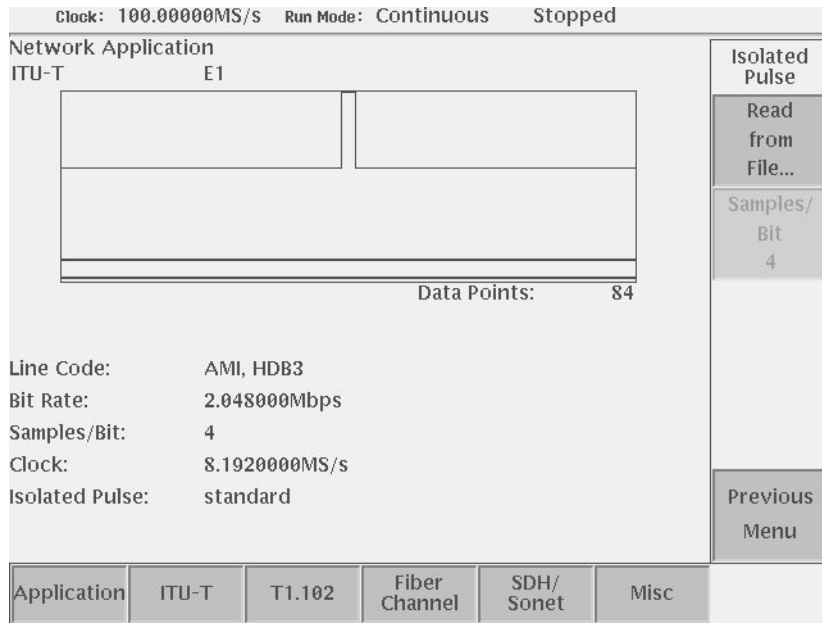 Clock: 100.00000MS/s Run Mode: Continuous Stopped
Network Application
ITU-T E1
Data Points: 84
Line Code: AMI, HDB3
Bit Rate: 2.048000Mbps
Samples/Bit: 4
Clock: 8.1920000MS/s
Isolated Pulse: standard
Isolated
Pulse
Read
from
File...
Samples/
Bit
4
Previous
Menu
Application ITU-T T1.102 Fiber Channel SDH/ Sonet Misc